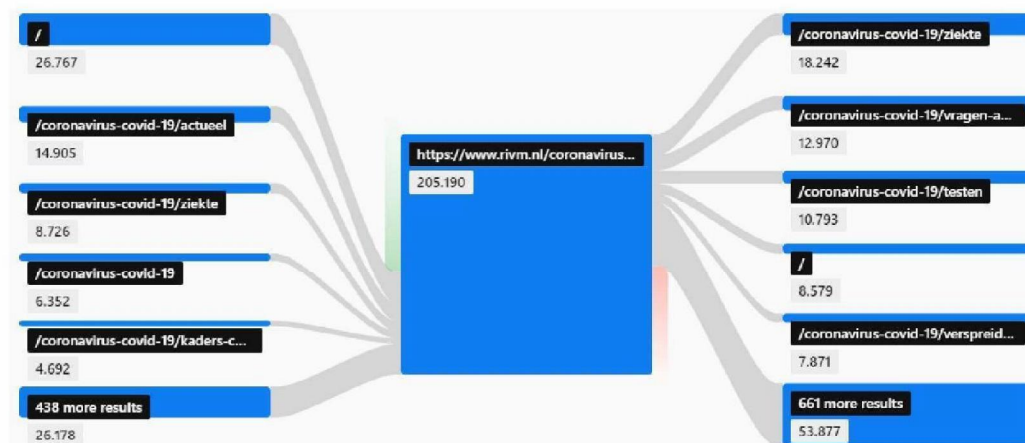 /
26.767
/coronavirus-covid-19/actueel
14.905
/coronavirus-covid-19/ziekte
8.726
/coronavirus-covid-19
6.352
/coronavirus-covid-19/kaders-c...
4.692
438 more results
26.178
https://www.rivm.nl/coronavirus...
205.190
/coronavirus-covid-19/ziekte
18.242
/coronavirus-covid-19/vragen-a...
12.970
/coronavirus-covid-19/testen
10.793
/
8.579
/coronavirus-covid-19/verspreid...
7.871
661 more results
53.877